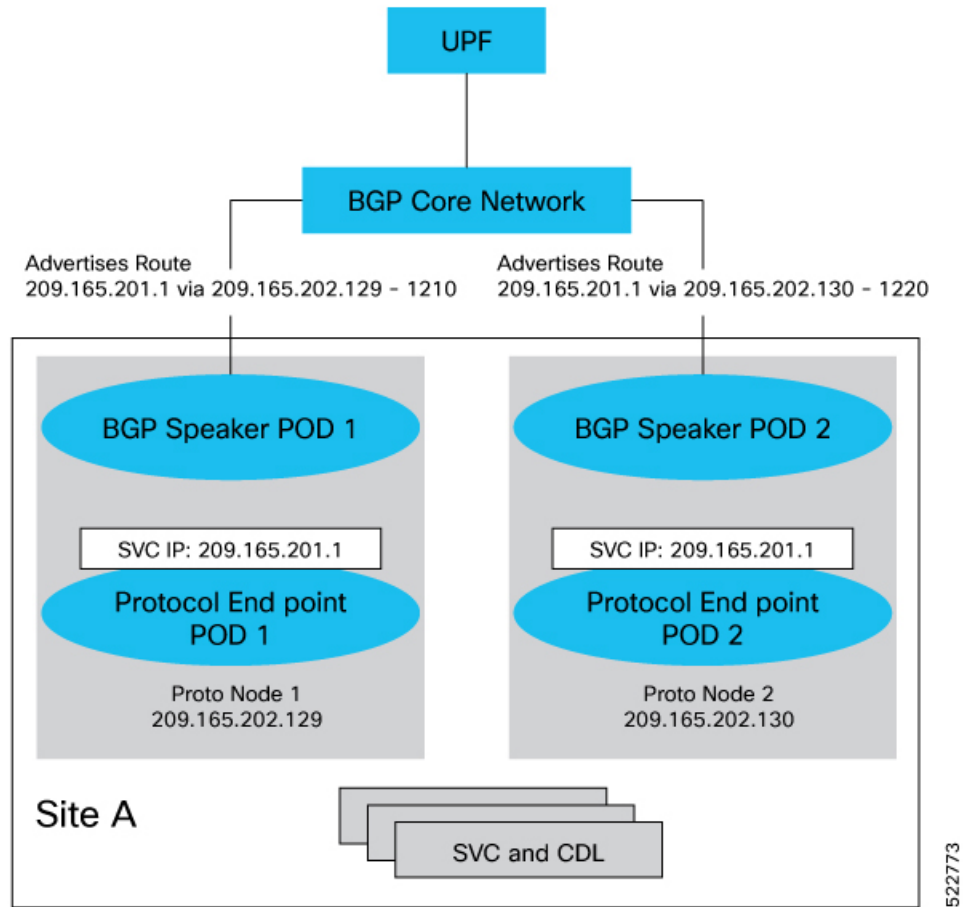 UPF
BGP Core Network
Advertises Route
209.165.201.1 via 209.165.202.129 - 1210
Advertises Route
209.165.201.1 via 209.165.202.130 - 1220
BGP Speaker POD 1
SVC IP: 209.165.201.1
Protocol End point
POD 1
Proto Node 1
209.165.202.129
BGP Speaker POD 2
SVC IP: 209.165.201.1
Protocol End point
POD 2
Proto Node 2
209.165.202.130
Site A
SVC and CDL
522773